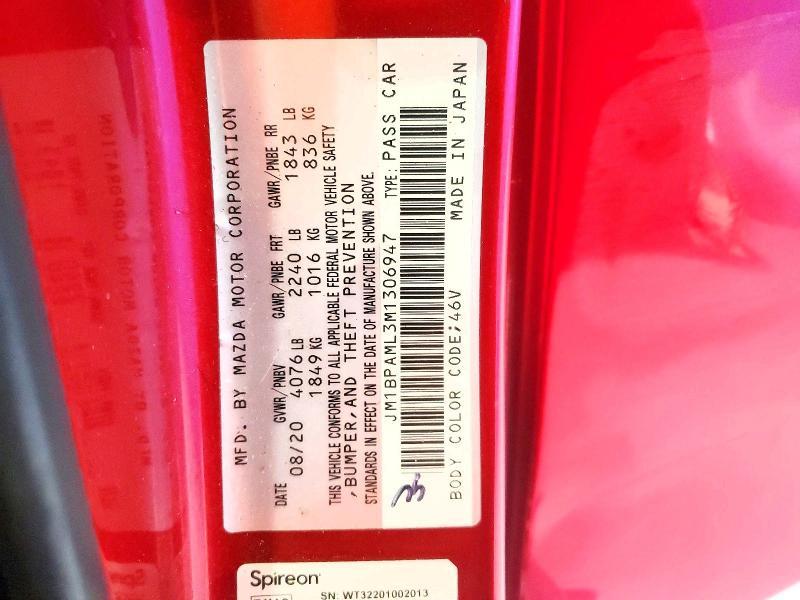 MFD. BY MAZDA MOTOR CORPORATION
DATE GVWR/PNBV GAWR/PNBE FRT GAWR/PNBE RR
08/20 4076 LB 2240 LB 1843 LB
1849 KG 1016 KG 836 KG
THIS VEHICLE CONFORMS TO ALL APPLICABLE FEDERAL MOTOR VEHICLE SAFETY
,BUMPER,AND THEFT PREVENTION
STANDARDS IN EFFECT ON THE DATE OF MANUFACTURE SHOWN ABOVE.
JM1BPAML3M1306947 TYPE: PASS CAR
BODY COLOR CODE;46V MADE IN JAPAN
Spireon
SN: WT32201002013